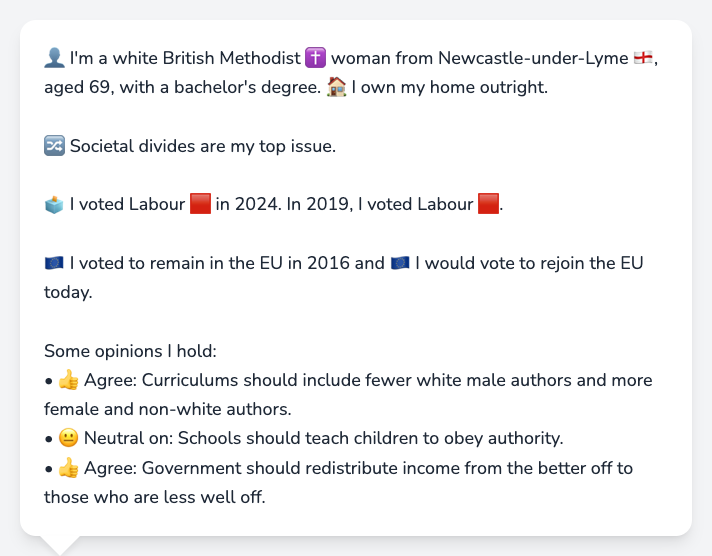 👤 I'm a white British Methodist ✝️ woman from Newcastle-under-Lyme 🏴󠁧󠁢󠁥󠁮󠁧󠁿,
aged 69, with a bachelor's degree. 🏠 I own my home outright.
🔀 Societal divides are my top issue.
🗳️ I voted Labour 🟥 in 2024. In 2019, I voted Labour 🟥.
🇪🇺 I voted to remain in the EU in 2016 and 🇪🇺 I would vote to rejoin the EU
today.
Some opinions I hold:
• 👍 Agree: Curriculums should include fewer white male authors and more
female and non-white authors.
• 😐 Neutral on: Schools should teach children to obey authority.
• 👍 Agree: Government should redistribute income from the better off to
those who are less well off.